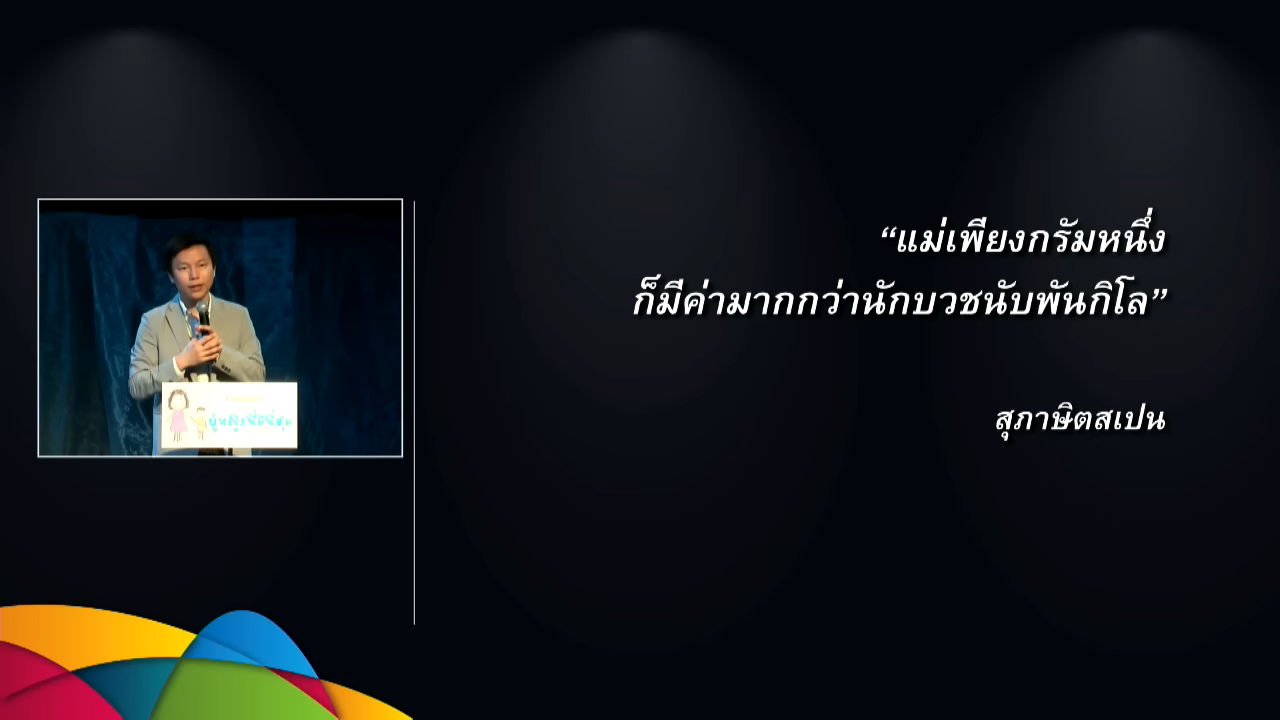 “แม่เพียงกรัมหนึ่ง
ก็มีค่ามากกว่านักบวชนับพันกิโล”
สุภาษิตสเปน